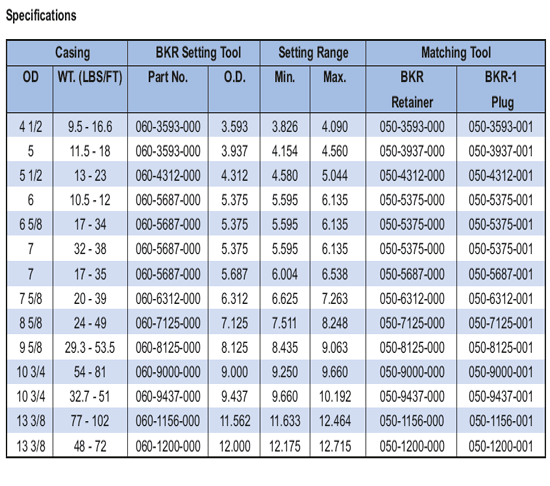 Specifications
Casing BKR Setting Tool Setting Range Matching Tool
OD WT. (LBS/FT) Part No. O.D. Min. Max. BKR BKR-1
Retainer Plug
4 1/2 9.5 - 16.6 060-3593-000 3.593 3.826 4.090 050-3593-000 050-3593-001
5 11.5 - 18 060-3593-000 3.937 4.154 4.560 050-3937-000 050-3937-001
5 1/2 13 - 23 060-4312-000 4.312 4.580 5.044 050-4312-000 050-4312-001
6 10.5 - 12 060-5687-000 5.375 5.595 6.135 050-5375-000 050-5375-001
6 5/8 17 - 34 060-5687-000 5.375 5.595 6.135 050-5375-000 050-5375-001
7 32 - 38 060-5687-000 5.375 5.595 6.135 050-5375-000 050-5375-001
7 17 - 35 060-5687-000 5.687 6.004 6.538 050-5687-000 050-5687-001
7 5/8 20 - 39 060-6312-000 6.312 6.625 7.263 050-6312-000 050-6312-001
8 5/8 24 - 49 060-7125-000 7.125 7.511 8.248 050-7125-000 050-7125-001
9 5/8 29.3 - 53.5 060-8125-000 8.125 8.435 9.063 050-8125-000 050-8125-001
10 3/4 54 - 81 060-9000-000 9.000 9.250 9.660 050-9000-000 050-9000-001
10 3/4 32.7 - 51 060-9437-000 9.437 9.660 10.192 050-9437-000 050-9437-001
13 3/8 77 - 102 060-1156-000 11.562 11.633 12.464 050-1156-000 050-1156-001
13 3/8 48 - 72 060-1200-000 12.000 12.175 12.715 050-1200-000 050-1200-001